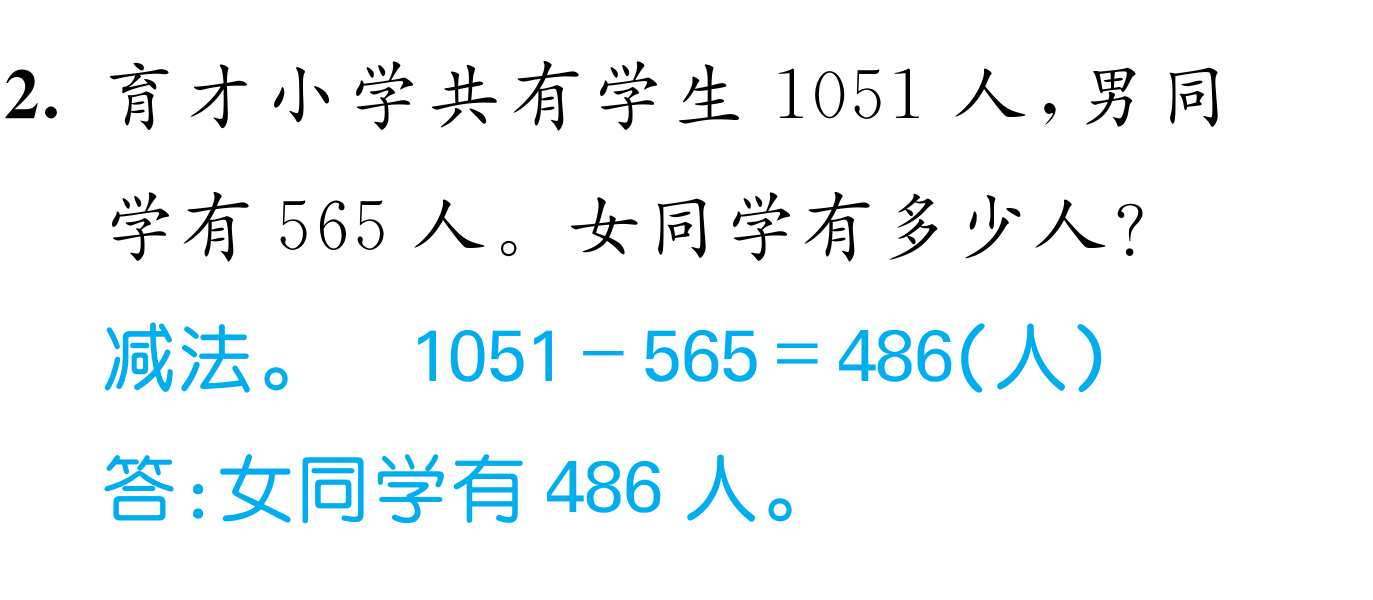 2. 育才小学共有学生 1051 人,男同
学有 565 人。女同学有多少人?
减法。 1051－565＝486(人)
答:女同学有 486 人。